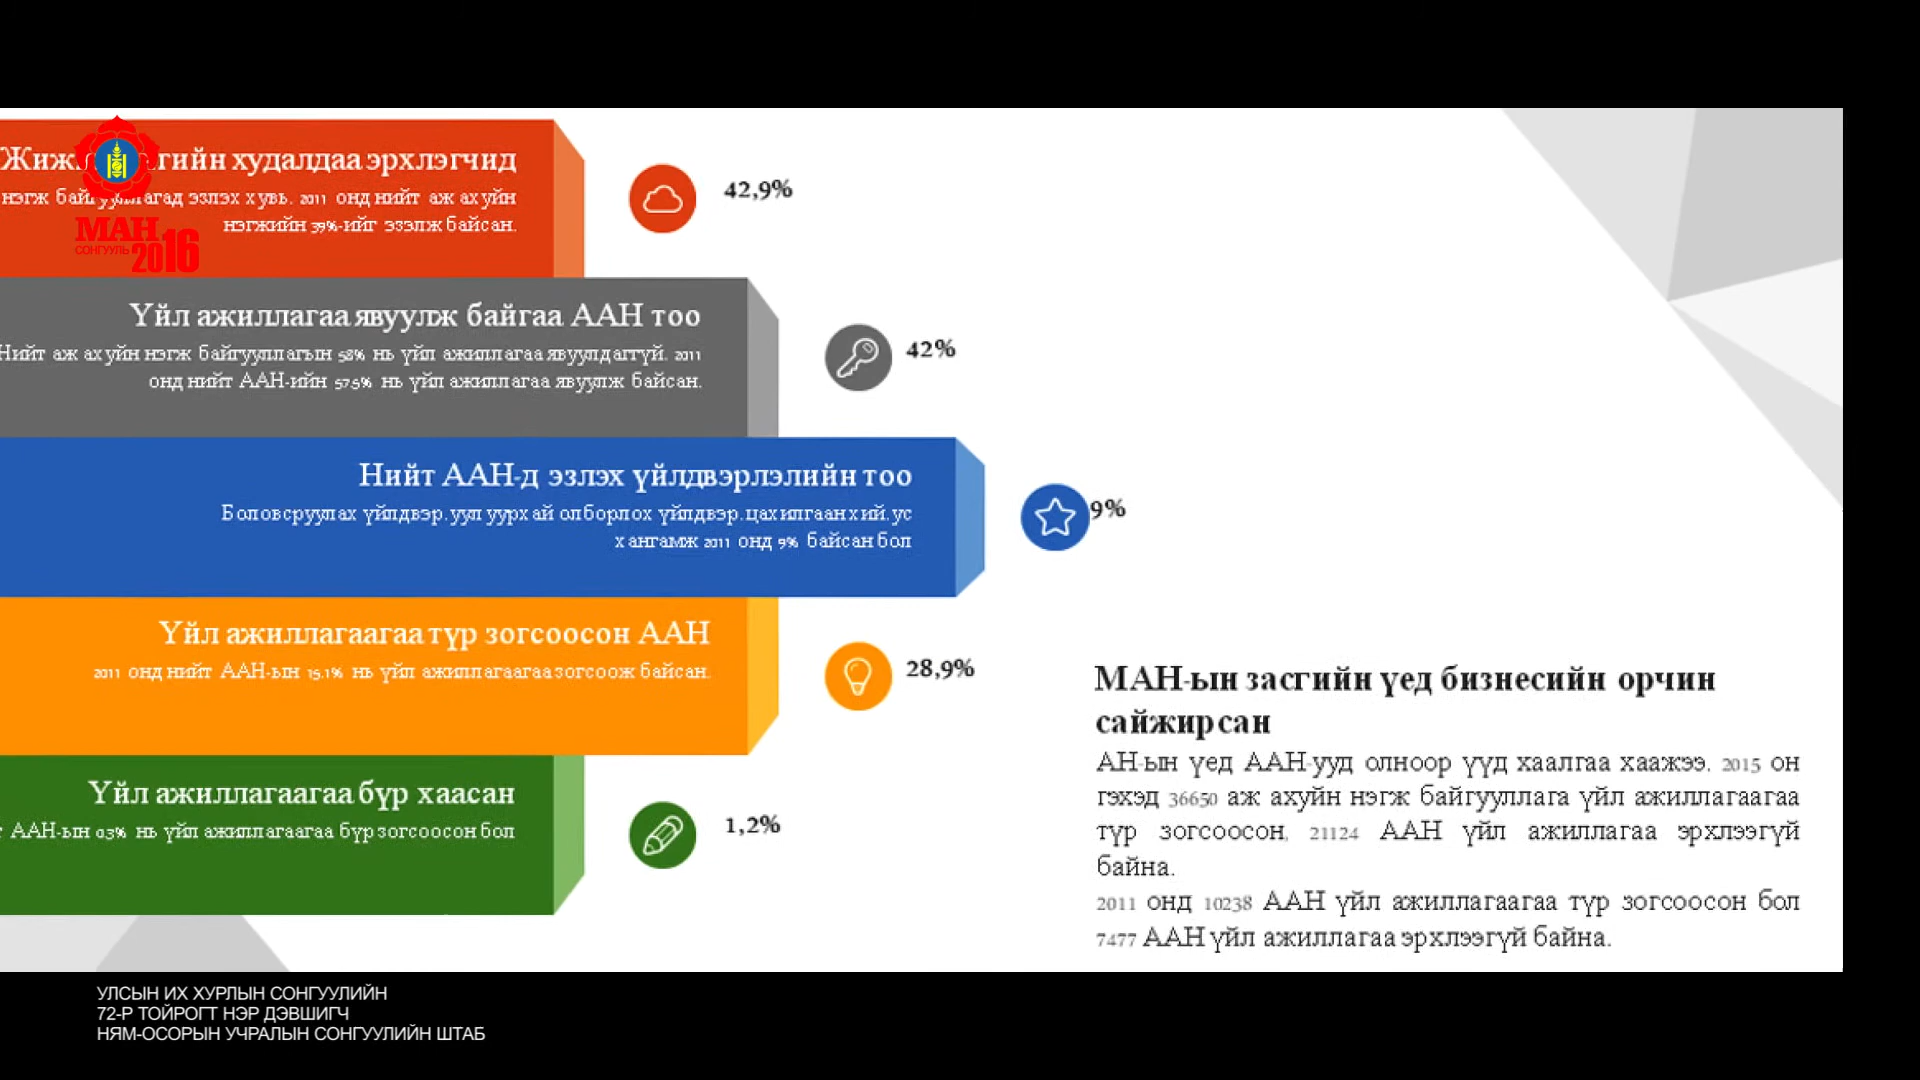 гийн худалдаа эрхлэгчид
нэгж байгууллагад эзлэх хувь. 2011 онд нийт аж ахуйн
нэгжийн 39%-ийг эзэлж байсан.
42,9%
МАН
СОНГУУЛЬ
2016
Үйл ажиллагаа явуулж байгаа ААН тоо
Нийт аж ахуйн нэгж байгууллагын 58% нь үйл ажиллагаа явуулдаггүй. 2011
онд нийт ААН-ийн 57.5% нь үйл ажиллагаа явуулж байсан.
42%
Нийт ААН-д эзлэх үйлдвэрлэлийн тоо
Боловсруулах үйлдвэр.уул уурхай олборлох үйлдвэр.цахилгаан хий.ус
хангамж 2011 онд 9% байсан бол
9%
Үйл ажиллагаагаа түр зогсоосон ААН
2011 онд нийт ААН-ын 15.1% нь үйл ажиллагаагаа зогсоож байсан.
28,9%
Үйл ажиллагаагаа бүр хаасан
ААН-ын 0.3% нь үйл ажиллагаагаа бүр зогсоосон бол
1,2%
МАН-ын засгийн үед бизнесийн орчин
сайжирсан
АН-ын үед ААН-ууд олноор үүд хаалгаа хаажээ. 2015 он
гэхэд 36650 аж ахуйн нэгж байгууллага үйл ажиллагаагаа
түр зогсоосон, 21124 ААН үйл ажиллагаа эрхлээгүй
байна.
2011 онд 10238 ААН үйл ажиллагаагаа түр зогсоосон бол
7477 ААН үйл ажиллагаа эрхлээгүй байна.
УЛСЫН ИХ ХУРЛЫН СОНГУУЛИЙН
72-Р ТОЙРОГТ НЭР ДЭВШИГЧ
НЯМ-ОСОРЫН УЧРАЛЫН СОНГУУЛИЙН ШТАБ